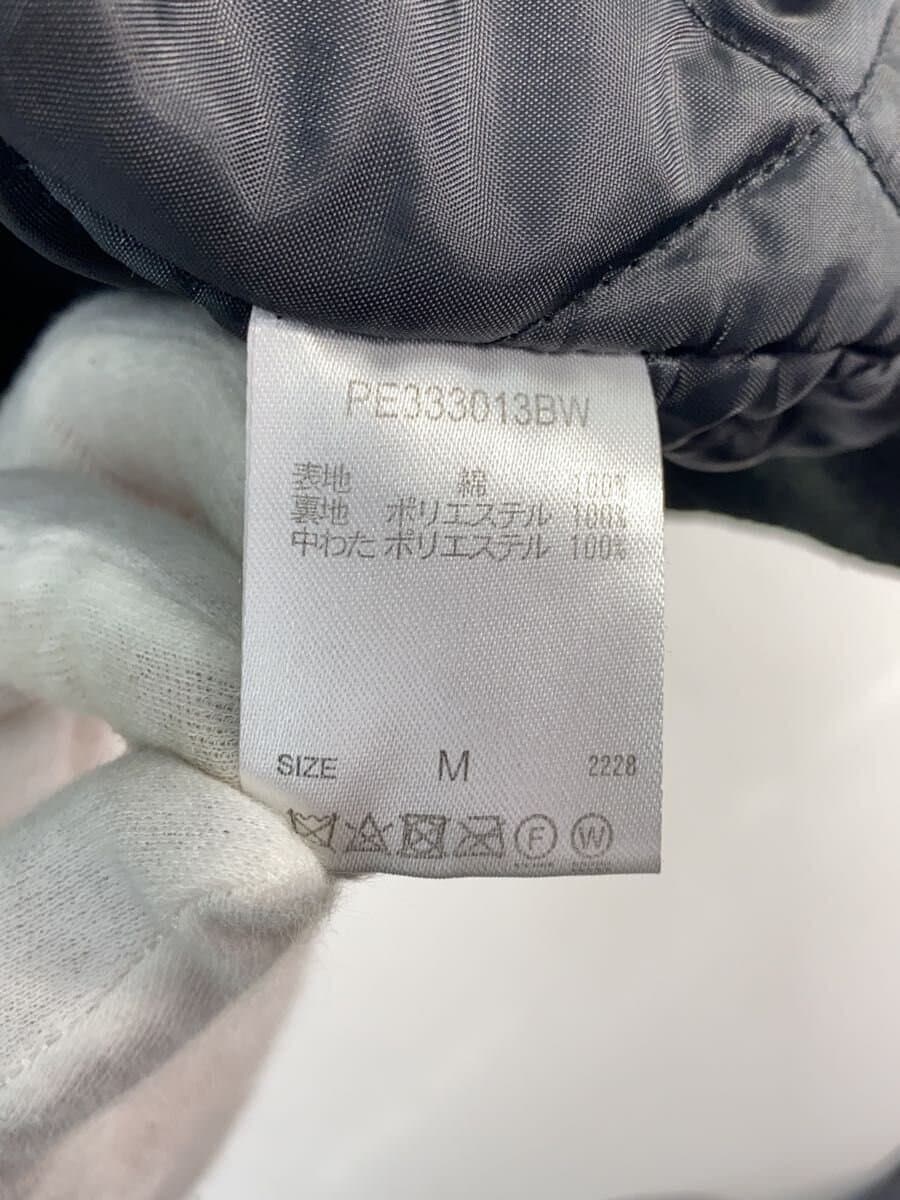 PE333013BW
表地 綿 100%
裏地 ポリエステル 100%
中わた ポリエステル 100%
SIZE M 2228
F W